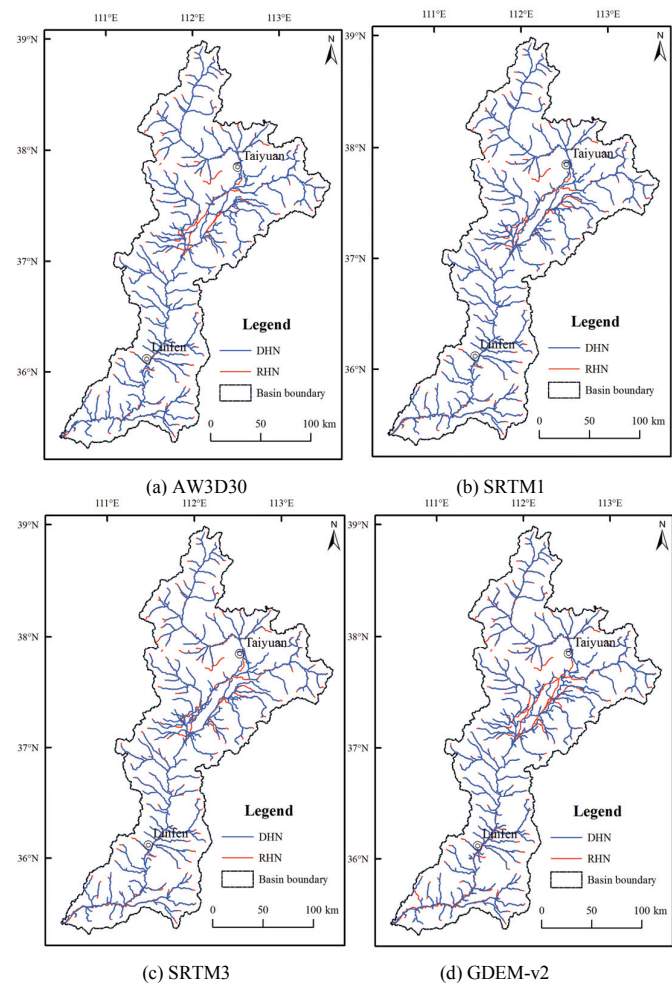 111°E 112°E 113°E
39°N
N
38°N
Taiyuan
37°N
Legend
DHN
RHN
Basin boundary
Linfen
36°N
0 50 100 km
(a) AW3D30
111°E 112°E 113°E
39°N
N
38°N
Taiyuan
37°N
Legend
DHN
RHN
Basin boundary
Linfen
36°N
0 50 100 km
(b) SRTM1
111°E 112°E 113°E
39°N
N
38°N
Taiyuan
37°N
Legend
DHN
RHN
Basin boundary
Linfen
36°N
0 50 100 km
(c) SRTM3
111°E 112°E 113°E
39°N
N
38°N
Taiyuan
37°N
Legend
DHN
RHN
Basin boundary
Linfen
36°N
0 50 100 km
(d) GDEM-v2